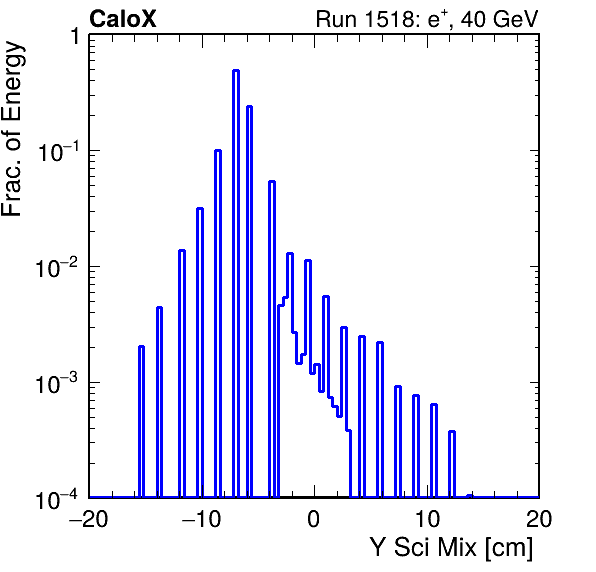 CaloX Run 1518: e⁺, 40 GeV
Frac. of Energy
1
10⁻¹
10⁻²
10⁻³
10⁻⁴
−20 −10 0 10 20
Y Sci Mix [cm]